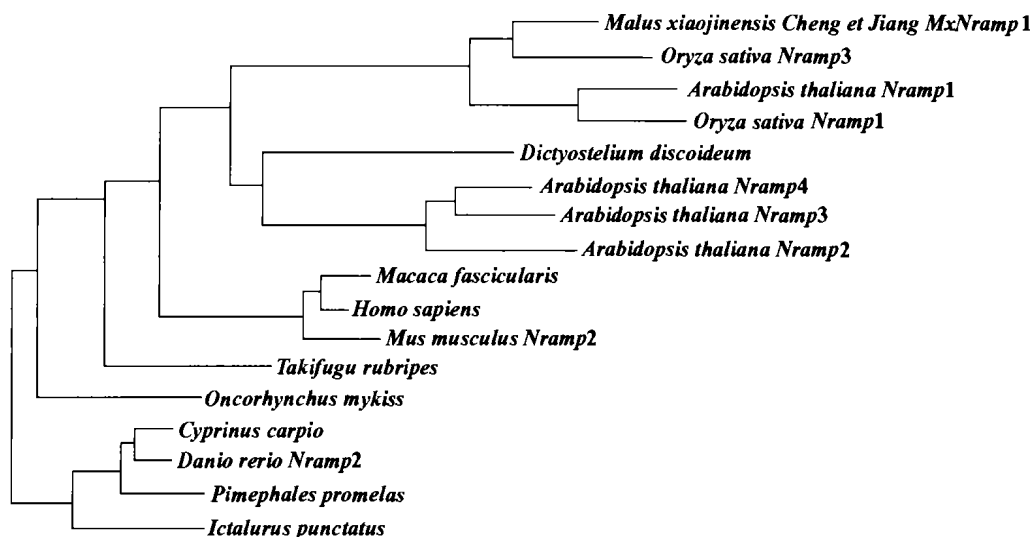 Malus xiaojinensis Cheng et Jiang MxNramp1
Oryza sativa Nramp3
Arabidopsis thaliana Nramp1
Oryza sativa Nramp1
Dictyostelium discoideum
Arabidopsis thaliana Nramp4
Arabidopsis thaliana Nramp3
Arabidopsis thaliana Nramp2
Macaca fascicularis
Homo sapiens
Mus musculus Nramp2
Takifugu rubripes
Oncorhynchus mykiss
Cyprinus carpio
Danio rerio Nramp2
Pimephales promelas
Ictalurus punctatus